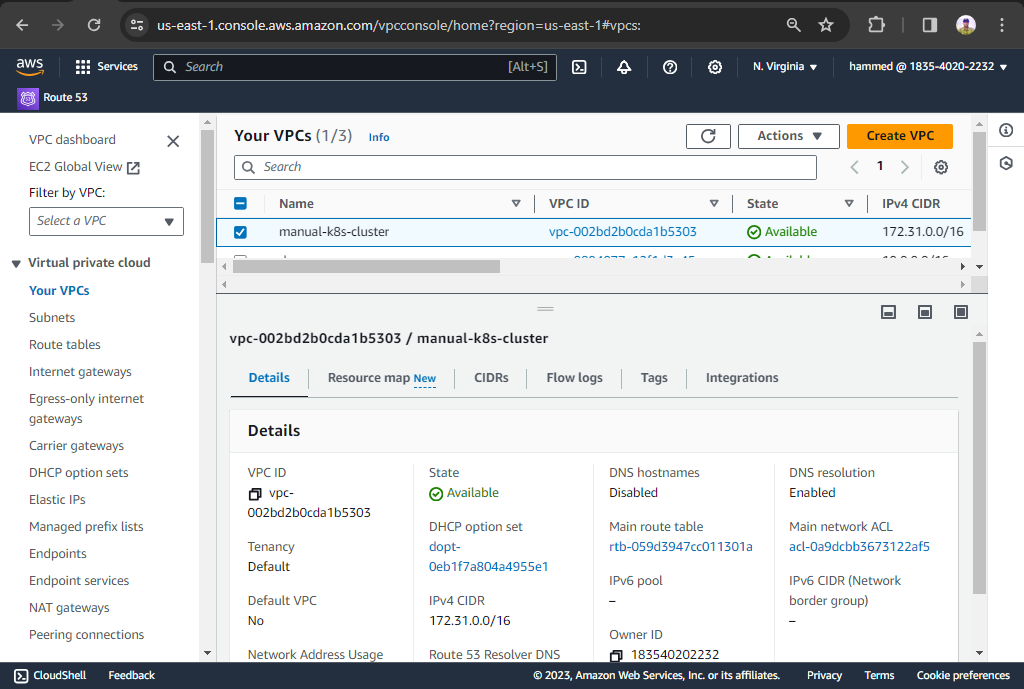 us-east-1.console.aws.amazon.com/vpcconsole/home?region=us-east-1#vpcs:
aws
Services
Search
[Alt+S]
N. Virginia
hammed @ 1835-4020-2232
Route 53
VPC dashboard
EC2 Global View
Filter by VPC:
Select a VPC
Virtual private cloud
Your VPCs
Subnets
Route tables
Internet gateways
Egress-only internet
gateways
Carrier gateways
DHCP option sets
Elastic IPs
Managed prefix lists
Endpoints
Endpoint services
NAT gateways
Peering connections
Your VPCs (1/3) Info
Actions
Create VPC
Search
1
Name VPC ID State IPv4 CIDR
manual-k8s-cluster vpc-002bd2b0cda1b5303 Available 172.31.0.0/16
vpc-002bd2b0cda1b5303 / manual-k8s-cluster
Details Resource map New CIDRs Flow logs Tags Integrations
Details
VPC ID
vpc-
002bd2b0cda1b5303
Tenancy
Default
Default VPC
No
Network Address Usage
State
Available
DHCP option set
dopt-
0eb1f7a804a4955e1
IPv4 CIDR
172.31.0.0/16
Route 53 Resolver DNS
DNS hostnames
Disabled
Main route table
rtb-059d3947cc011301a
IPv6 pool
–
Owner ID
183540202232
DNS resolution
Enabled
Main network ACL
acl-0a9dcbb3673122af5
IPv6 CIDR (Network
border group)
–
CloudShell Feedback © 2023, Amazon Web Services, Inc. or its affiliates. Privacy Terms Cookie preferences